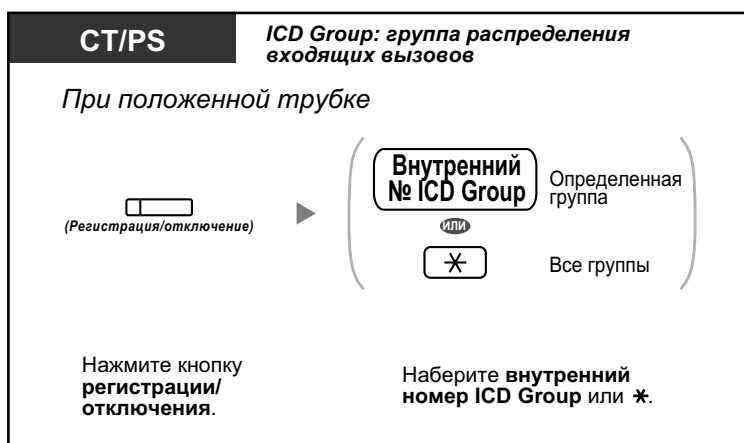 CT/PS
ICD Group: группа распределения
входящих вызовов
При положенной трубке
(Регистрация/отключение)
Внутренний
№ ICD Group
Определенная
группа
ИЛИ
*
Все группы
Нажмите кнопку
регистрации/
отключения.
Наберите внутренний
номер ICD Group или *.